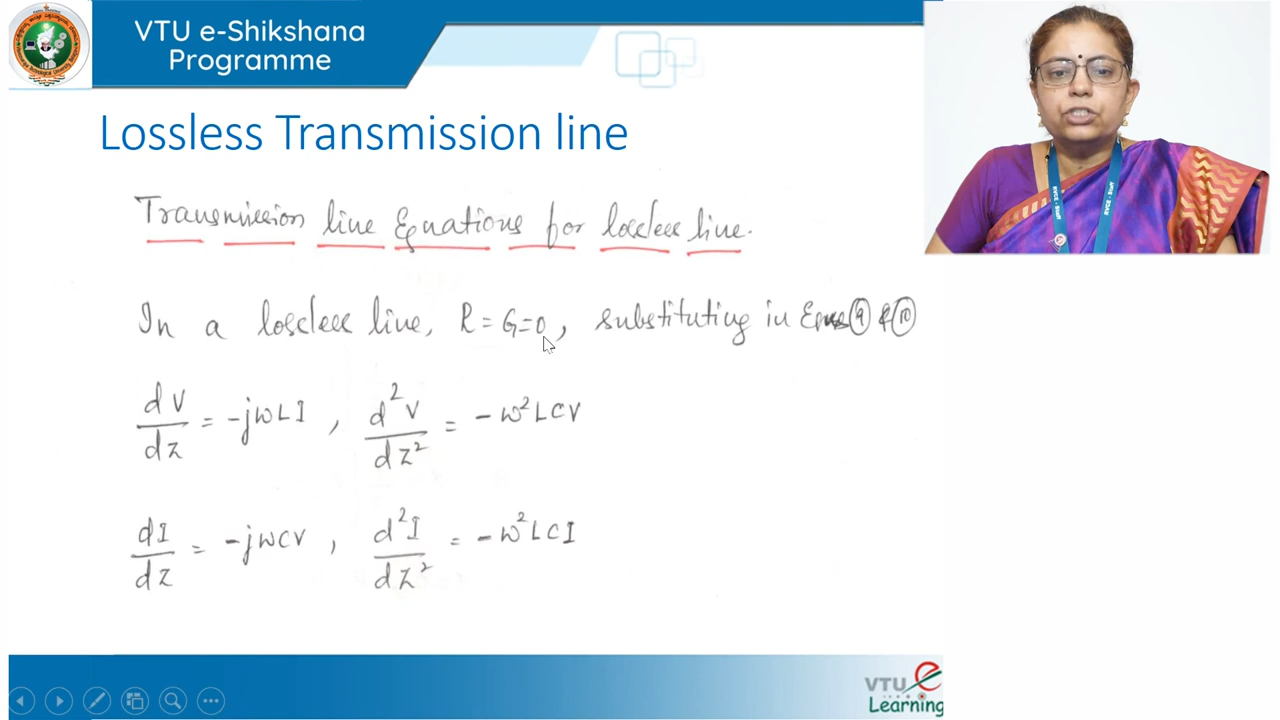 VTU e-Shikshana
Programme
Lossless Transmission line
Transmission line Equations for lossless line.
In a lossless line, R = G = 0, substituting in Eqns ⑨ & ⑩
dV/dz = -jωLI, d²V/dz² = -ω²LCV
dI/dz = -jωCV, d²I/dz² = -ω²LCI
VTU e
Learning